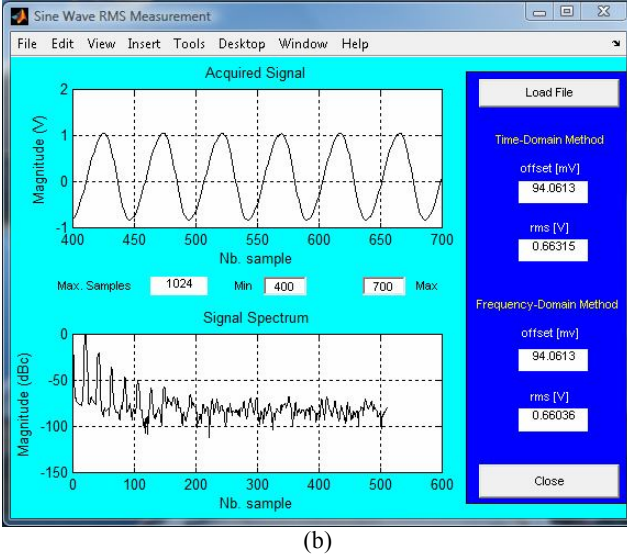 Sine Wave RMS Measurement
File Edit View Insert Tools Desktop Window Help
Acquired Signal
Magnitude (V)
2
1
0
-1
400 450 500 550 600 650 700
Nb. sample
Max. Samples 1024 Min 400 700 Max
Signal Spectrum
Magnitude (dBc)
0
-50
-100
-150
0 100 200 300 400 500 600
Nb. sample
Load File
Time-Domain Method
offset [mV]
94.0613
rms [V]
0.66315
Frequency-Domain Method
offset [mv]
94.0613
rms [V]
0.66036
Close
(b)